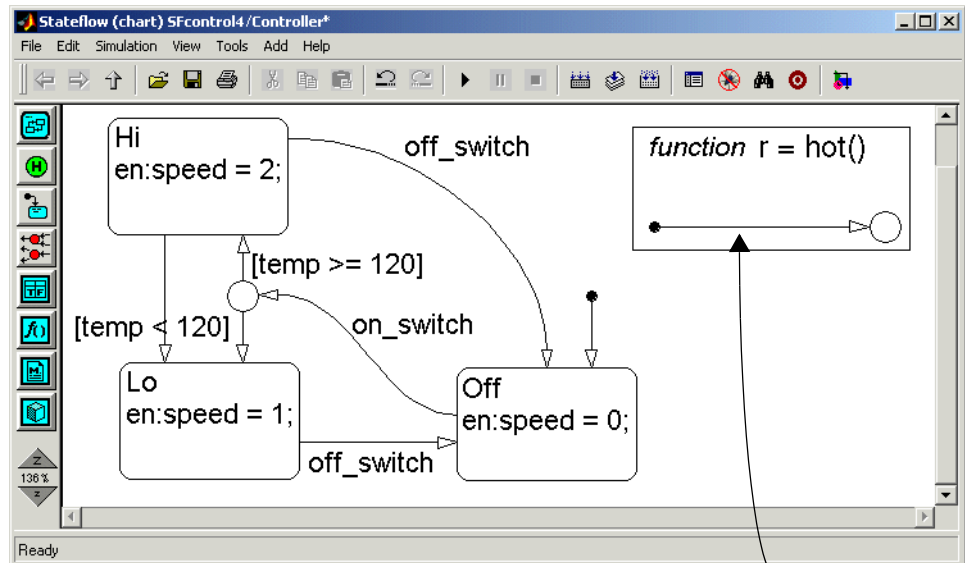 Stateflow (chart) SFcontrol4/Controller*
File Edit Simulation View Tools Add Help
Hi
en:speed = 2;
off_switch
function r = hot()
[temp >= 120]
[temp < 120]
on_switch
Lo
en:speed = 1;
Off
en:speed = 0;
off_switch
H
TF
f()
M
Z
136%
z
Ready